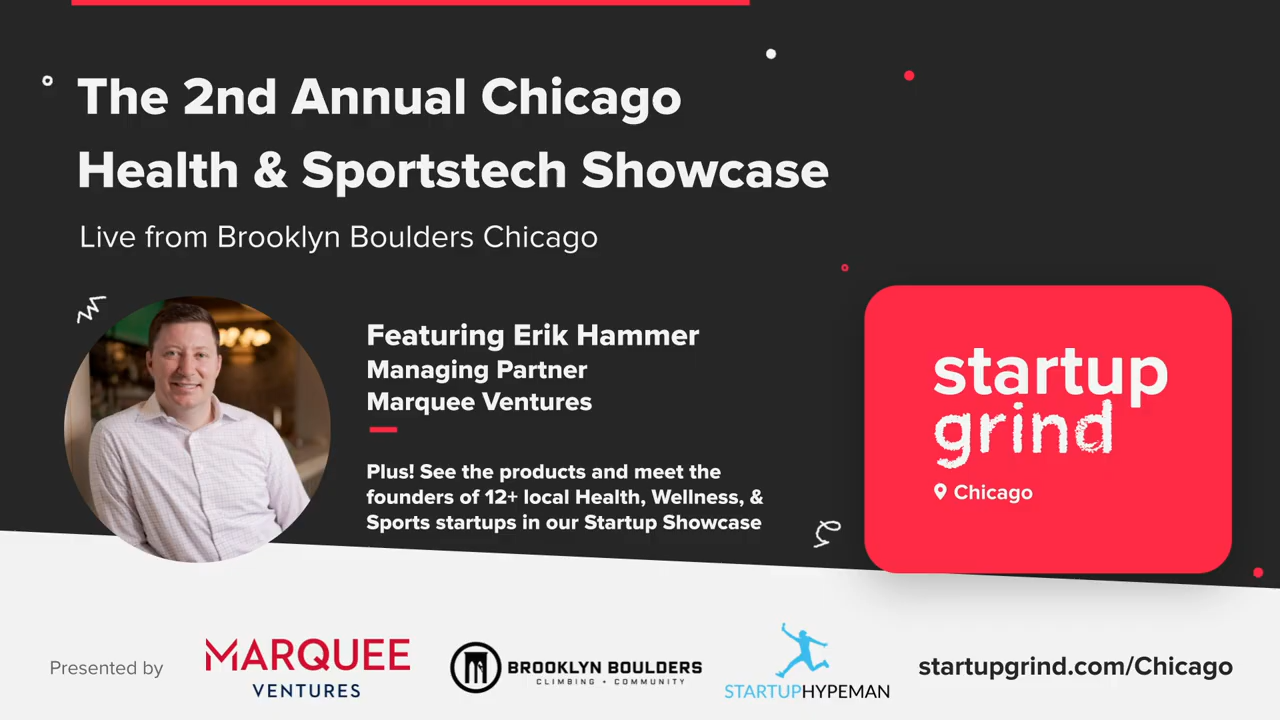 The 2nd Annual Chicago
Health & Sportstech Showcase
Live from Brooklyn Boulders Chicago
Featuring Erik Hammer
Managing Partner
Marquee Ventures
Plus! See the products and meet the
founders of 12+ local Health, Wellness, &
Sports startups in our Startup Showcase
startup
grind
Chicago
Presented by
MARQUEE
VENTURES
BROOKLYN BOULDERS
CLIMBING • COMMUNITY
STARTUPHYPEMAN
startupgrind.com/Chicago